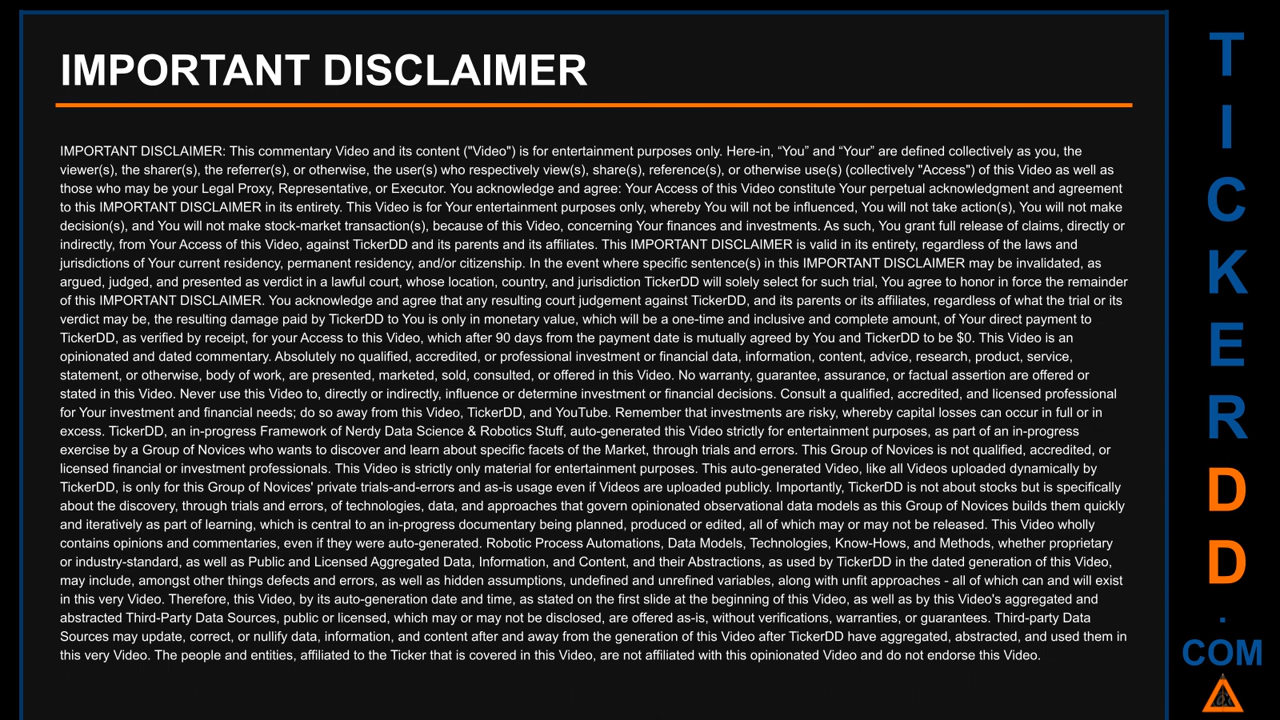 IMPORTANT DISCLAIMER
IMPORTANT DISCLAIMER: This commentary Video and its content ("Video") is for entertainment purposes only. Here-in, “You” and “Your” are defined collectively as you, the
viewer(s), the sharer(s), the referrer(s), or otherwise, the user(s) who respectively view(s), share(s), reference(s), or otherwise use(s) (collectively "Access") of this Video as well as
those who may be your Legal Proxy, Representative, or Executor. You acknowledge and agree: Your Access of this Video constitute Your perpetual acknowledgment and agreement
to this IMPORTANT DISCLAIMER in its entirety. This Video is for Your entertainment purposes only, whereby You will not be influenced, You will not take action(s), You will not make
decision(s), and You will not make stock-market transaction(s), because of this Video, concerning Your finances and investments. As such, You grant full release of claims, directly or
indirectly, from Your Access of this Video, against TickerDD and its parents and its affiliates. This IMPORTANT DISCLAIMER is valid in its entirety, regardless of the laws and
jurisdictions of Your current residency, permanent residency, and/or citizenship. In the event where specific sentence(s) in this IMPORTANT DISCLAIMER may be invalidated, as
argued, judged, and presented as verdict in a lawful court, whose location, country, and jurisdiction TickerDD will solely select for such trial, You agree to honor in force the remainder
of this IMPORTANT DISCLAIMER. You acknowledge and agree that any resulting court judgement against TickerDD, and its parents or its affiliates, regardless of what the trial or its
verdict may be, the resulting damage paid by TickerDD to You is only in monetary value, which will be a one-time and inclusive and complete amount, of Your direct payment to
TickerDD, as verified by receipt, for your Access to this Video, which after 90 days from the payment date is mutually agreed by You and TickerDD to be $0. This Video is an
opinionated and dated commentary. Absolutely no qualified, accredited, or professional investment or financial data, information, content, advice, research, product, service,
statement, or otherwise, body of work, are presented, marketed, sold, consulted, or offered in this Video. No warranty, guarantee, assurance, or factual assertion are offered or
stated in this Video. Never use this Video to, directly or indirectly, influence or determine investment or financial decisions. Consult a qualified, accredited, and licensed professional
for Your investment and financial needs; do so away from this Video, TickerDD, and YouTube. Remember that investments are risky, whereby capital losses can occur in full or in
excess. TickerDD, an in-progress Framework of Nerdy Data Science & Robotics Stuff, auto-generated this Video strictly for entertainment purposes, as part of an in-progress
exercise by a Group of Novices who wants to discover and learn about specific facets of the Market, through trials and errors. This Group of Novices is not qualified, accredited, or
licensed financial or investment professionals. This Video is strictly only material for entertainment purposes. This auto-generated Video, like all Videos uploaded dynamically by
TickerDD, is only for this Group of Novices' private trials-and-errors and as-is usage even if Videos are uploaded publicly. Importantly, TickerDD is not about stocks but is specifically
about the discovery, through trials and errors, of technologies, data, and approaches that govern opinionated observational data models as this Group of Novices builds them quickly
and iteratively as part of learning, which is central to an in-progress documentary being planned, produced or edited, all of which may or may not be released. This Video wholly
contains opinions and commentaries, even if they were auto-generated. Robotic Process Automations, Data Models, Technologies, Know-Hows, and Methods, whether proprietary
or industry-standard, as well as Public and Licensed Aggregated Data, Information, and Content, and their Abstractions, as used by TickerDD in the dated generation of this Video,
may include, amongst other things defects and errors, as well as hidden assumptions, undefined and unrefined variables, along with unfit approaches - all of which can and will exist
in this very Video. Therefore, this Video, by its auto-generation date and time, as stated on the first slide at the beginning of this Video, as well as by this Video's aggregated and
abstracted Third-Party Data Sources, public or licensed, which may or may not be disclosed, are offered as-is, without verifications, warranties, or guarantees. Third-party Data
Sources may update, correct, or nullify data, information, and content after and away from the generation of this Video after TickerDD have aggregated, abstracted, and used them in
this very Video. The people and entities, affiliated to the Ticker that is covered in this Video, are not affiliated with this opinionated Video and do not endorse this Video.
T
I
C
K
E
R
D
D
.
COM